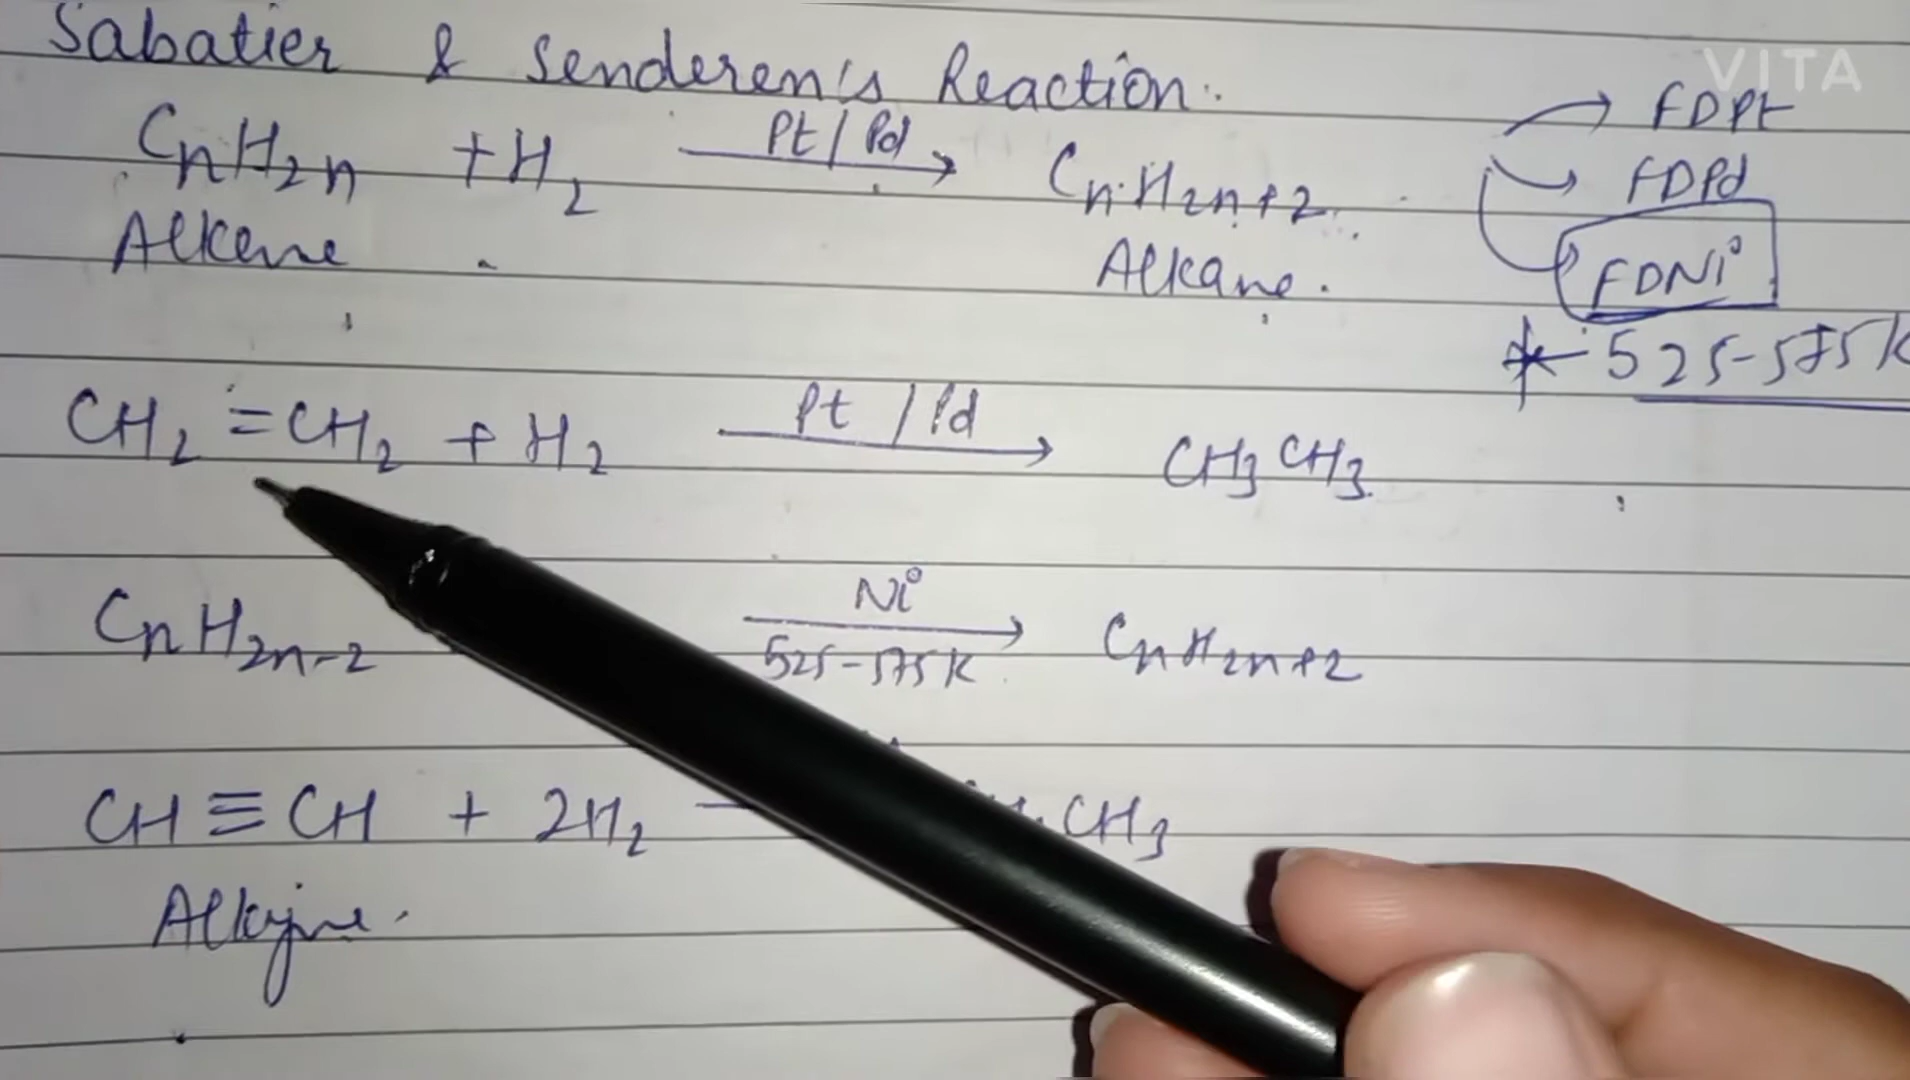 Sabatier & Senderen's Reaction.
CnH2n + H2 Pt/Pd → CnH2n+2
Alkene Alkane.
FDPt
FDPd
FDNi
* 525-575K
CH2=CH2 + H2 Pt/Pd → CH3CH3
CnH2n-2 Ni 525-575K → CnH2n+2
CH≡CH + 2H2 CH3
Alkyne.
VITA